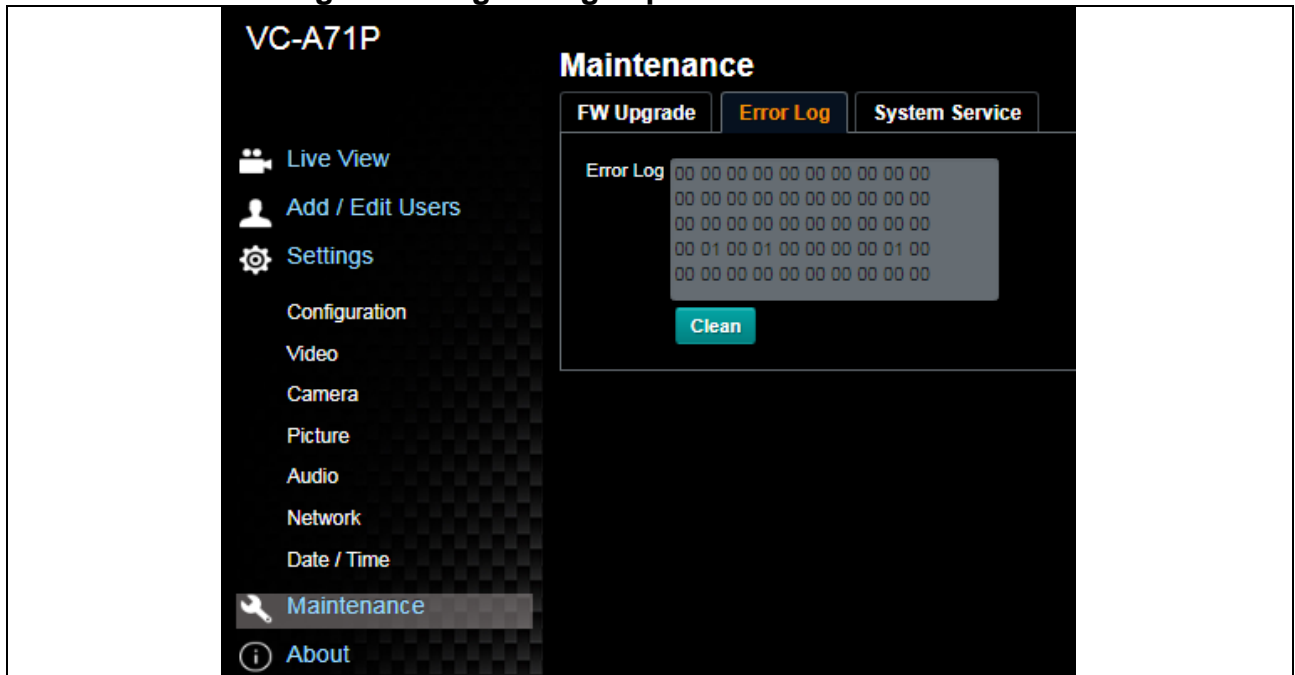 VC-A71P
Maintenance
FW Upgrade Error Log System Service
Live View
Add / Edit Users
Settings
Configuration
Video
Camera
Picture
Audio
Network
Date / Time
Maintenance
About
Error Log
00 00 00 00 00 00 00 00 00 00
00 00 00 00 00 00 00 00 00 00
00 00 00 00 00 00 00 00 00 00
00 01 00 01 00 00 00 00 01 00
00 00 00 00 00 00 00 00 00 00
Clean